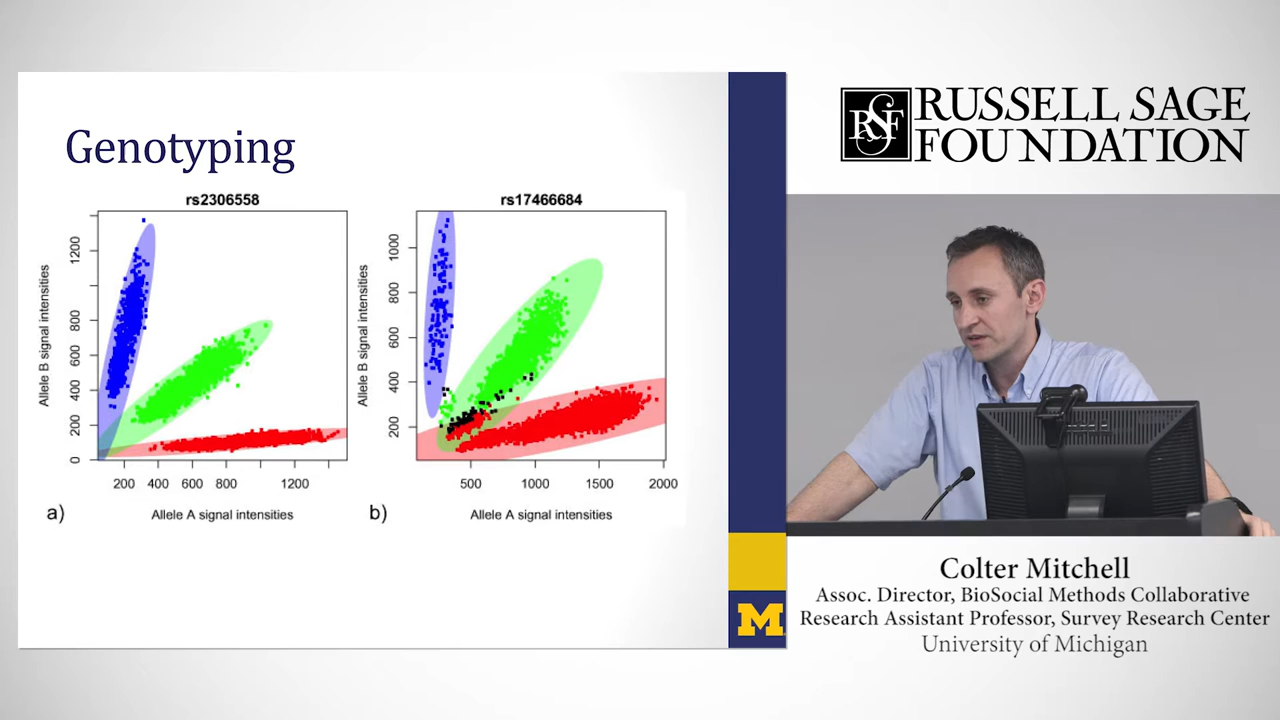 Genotyping
rs2306558
Allele B signal intensities
1200
800
600
400
200
0
200 400 600 800 1200
a)
Allele A signal intensities
rs17466684
Allele B signal intensities
1000
800
600
400
200
500 1000 1500 2000
b)
Allele A signal intensities
M
RSF
RUSSELL SAGE
FOUNDATION
Colter Mitchell
Assoc. Director, BioSocial Methods Collaborative
Research Assistant Professor, Survey Research Center
University of Michigan